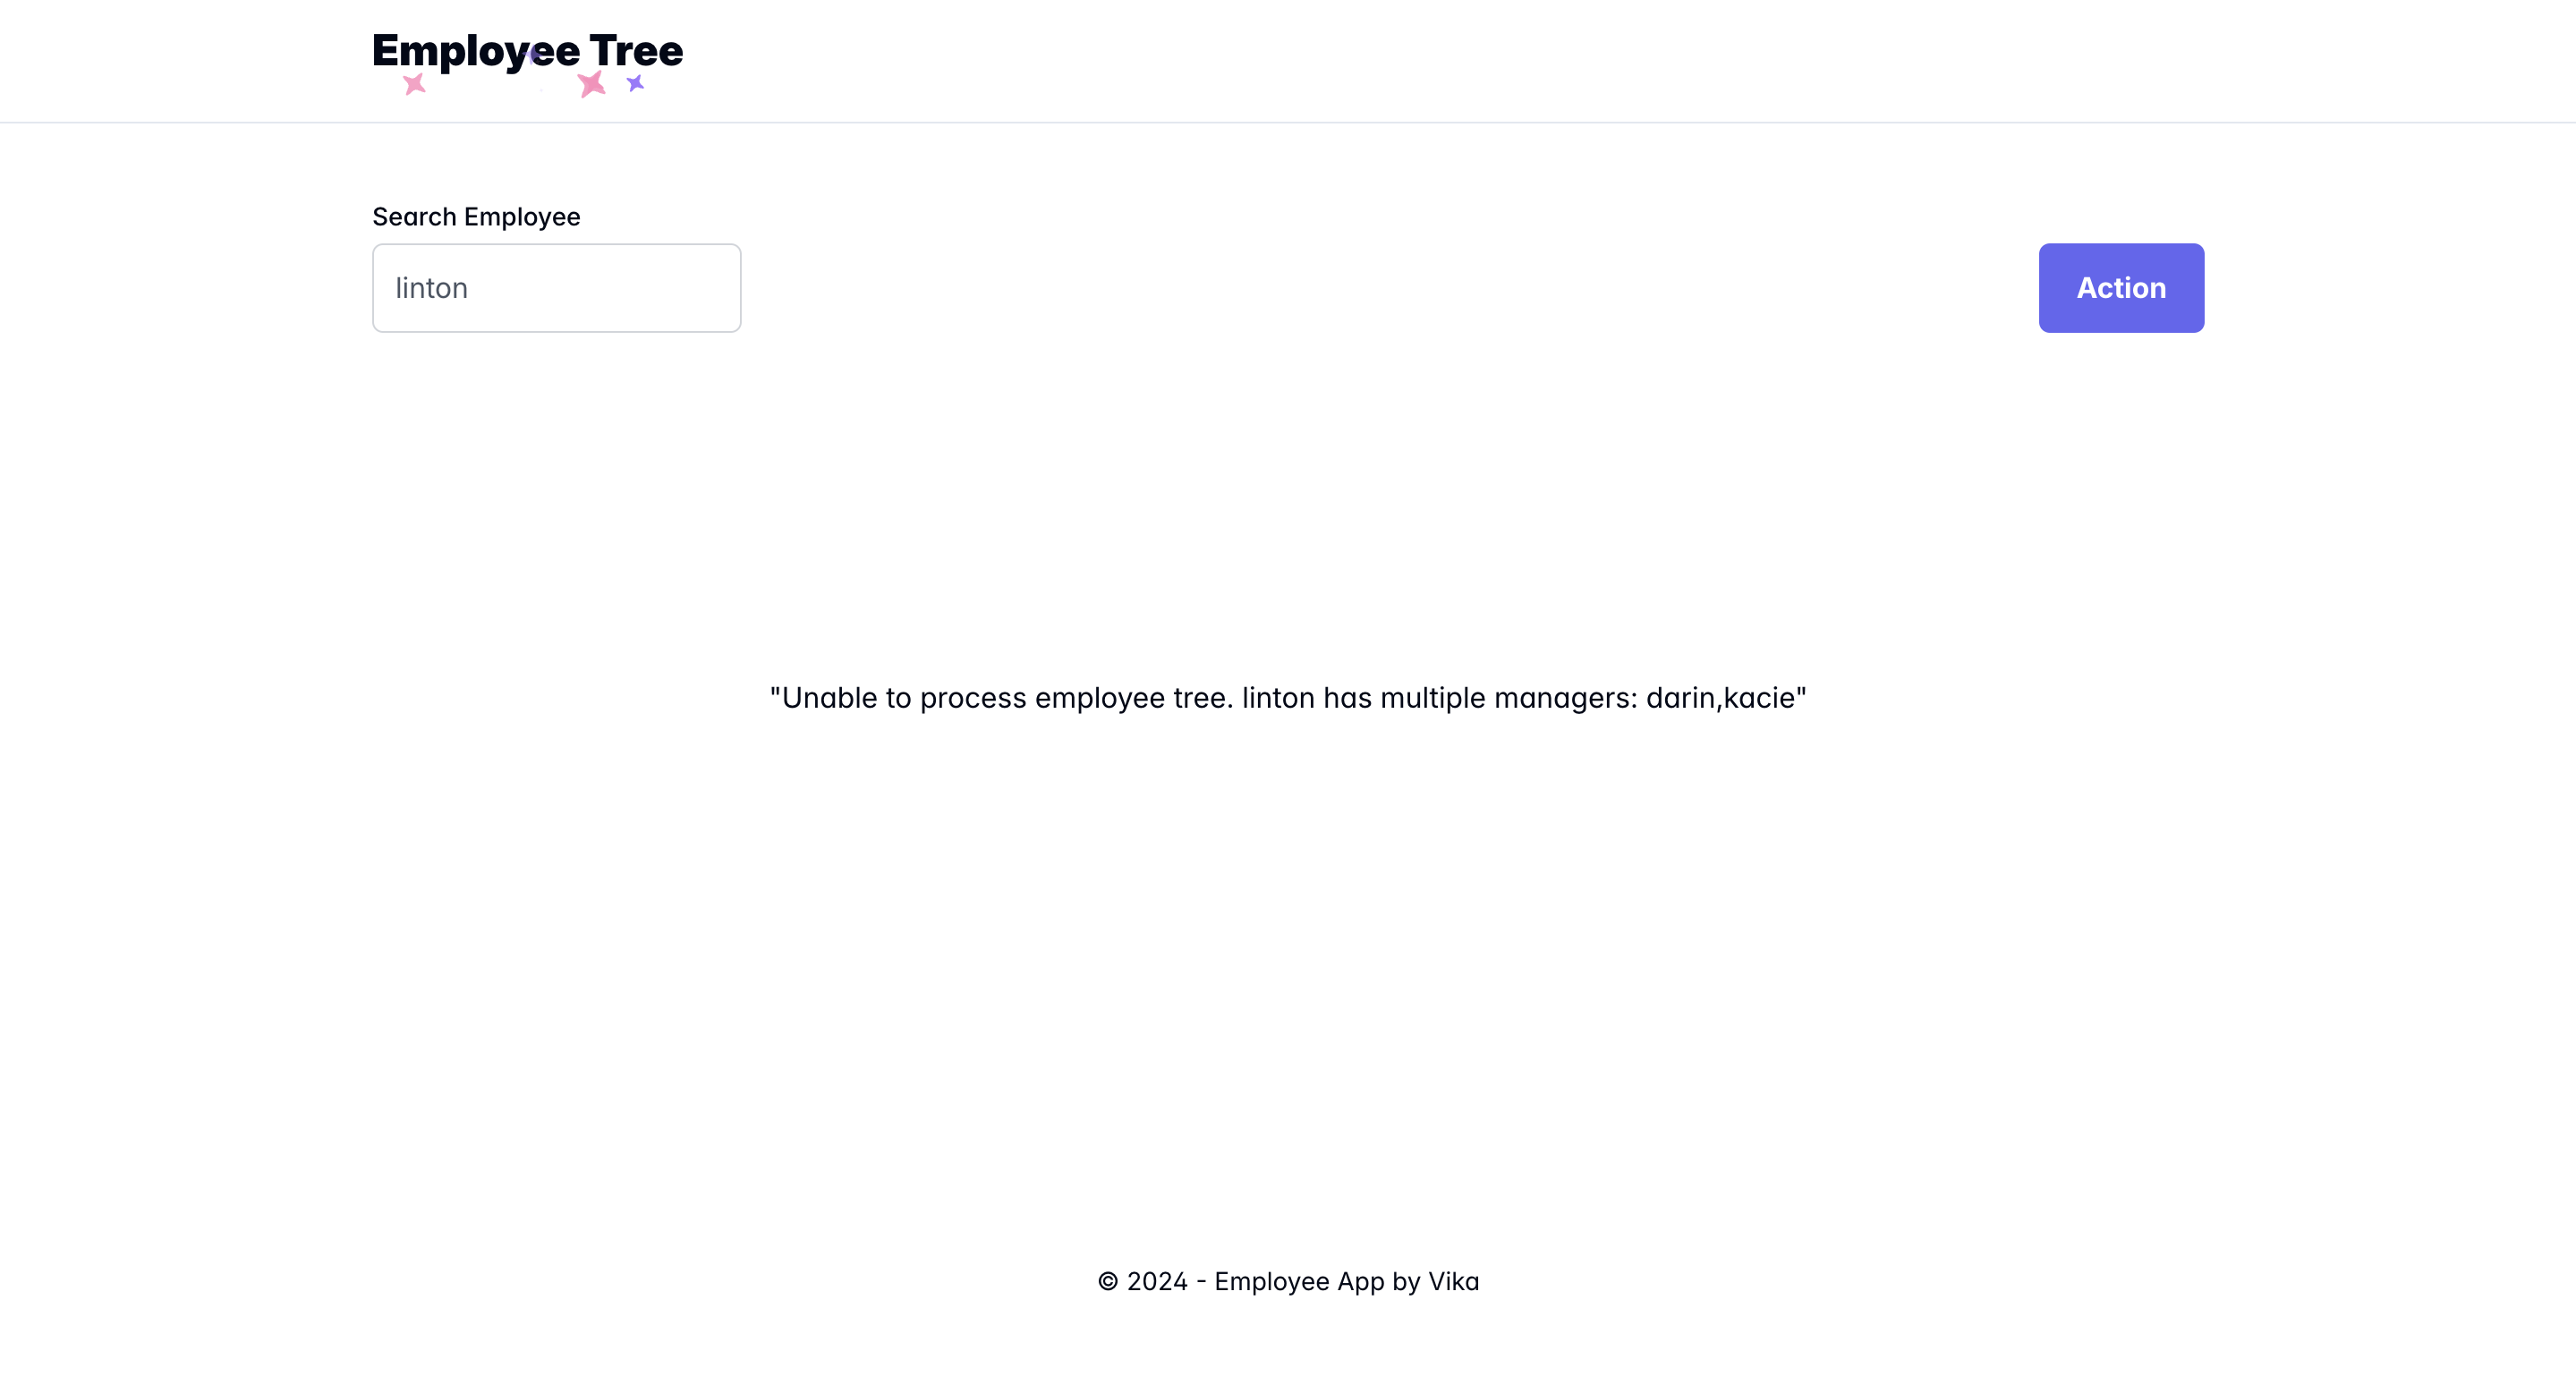 Employee Tree
Search Employee
linton
Action
"Unable to process employee tree. linton has multiple managers: darin,kacie"
© 2024 - Employee App by Vika